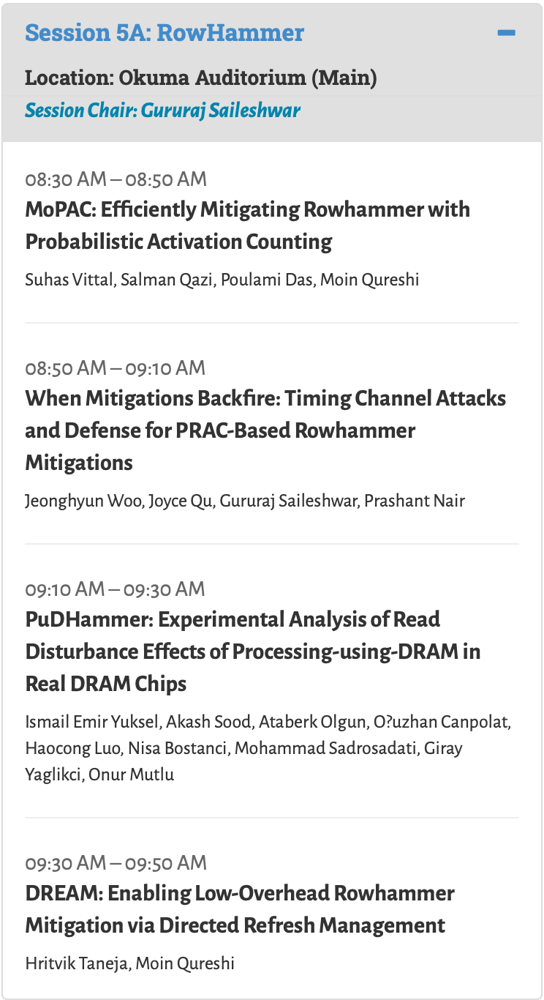 Session 5A: RowHammer
Location: Okuma Auditorium (Main)
Session Chair: Gururaj Saileshwar
08:30 AM – 08:50 AM
MoPAC: Efficiently Mitigating Rowhammer with
Probabilistic Activation Counting
Suhas Vittal, Salman Qazi, Poulami Das, Moin Qureshi
08:50 AM – 09:10 AM
When Mitigations Backfire: Timing Channel Attacks
and Defense for PRAC-Based Rowhammer
Mitigations
Jeonghyun Woo, Joyce Qu, Gururaj Saileshwar, Prashant Nair
09:10 AM – 09:30 AM
PuDHammer: Experimental Analysis of Read
Disturbance Effects of Processing-using-DRAM in
Real DRAM Chips
Ismail Emir Yuksel, Akash Sood, Ataberk Olgun, O?uzhan Canpolat,
Haocong Luo, Nisa Bostanci, Mohammad Sadrosadati, Giray
Yaglikci, Onur Mutlu
09:30 AM – 09:50 AM
DREAM: Enabling Low-Overhead Rowhammer
Mitigation via Directed Refresh Management
Hritvik Taneja, Moin Qureshi